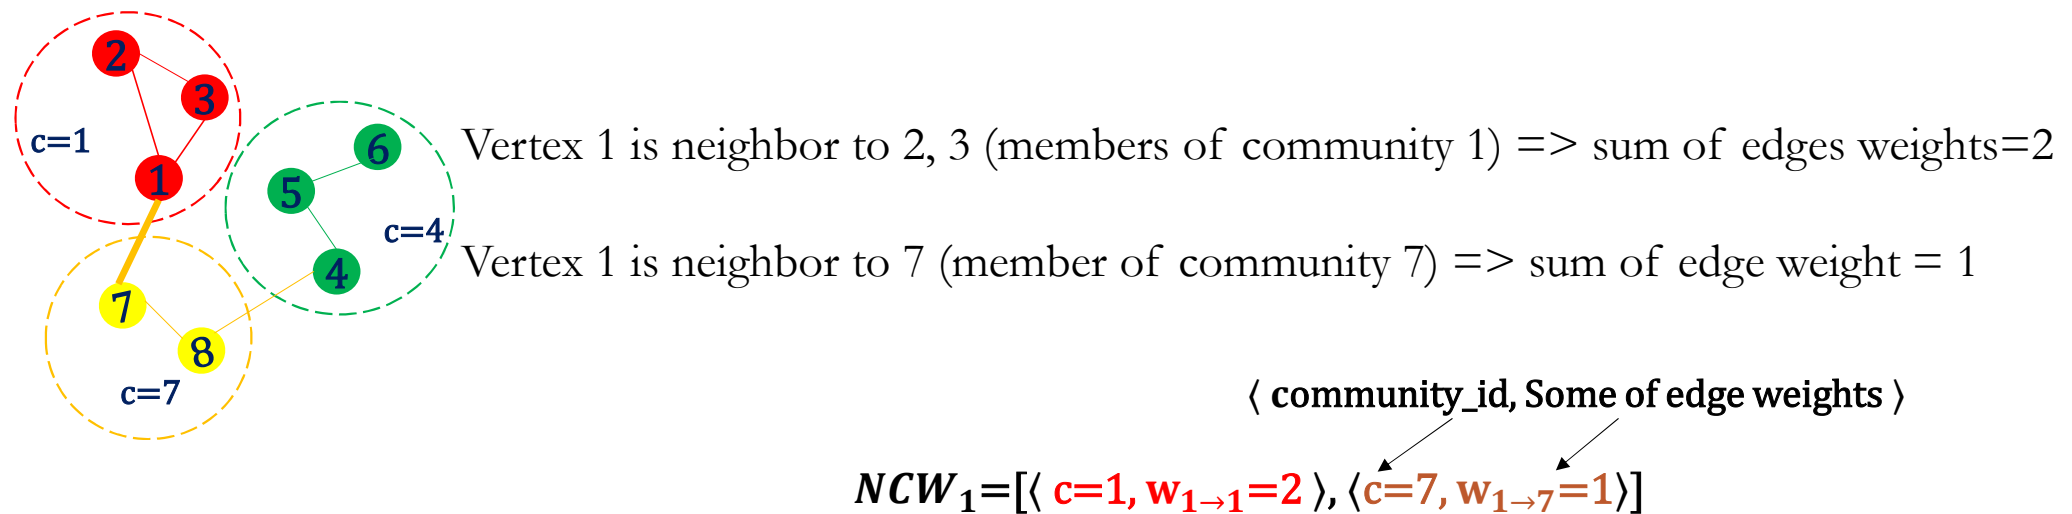 2
3
c=1
1
6
5
c=4
4
7
8
c=7
Vertex 1 is neighbor to 2, 3 (members of community 1) => sum of edges weights=2
Vertex 1 is neighbor to 7 (member of community 7) => sum of edge weight = 1
⟨ community_id, Some of edge weights ⟩
NCW₁=[⟨ c=1, w₁→₁=2 ⟩, ⟨c=7, w₁→₇=1⟩]